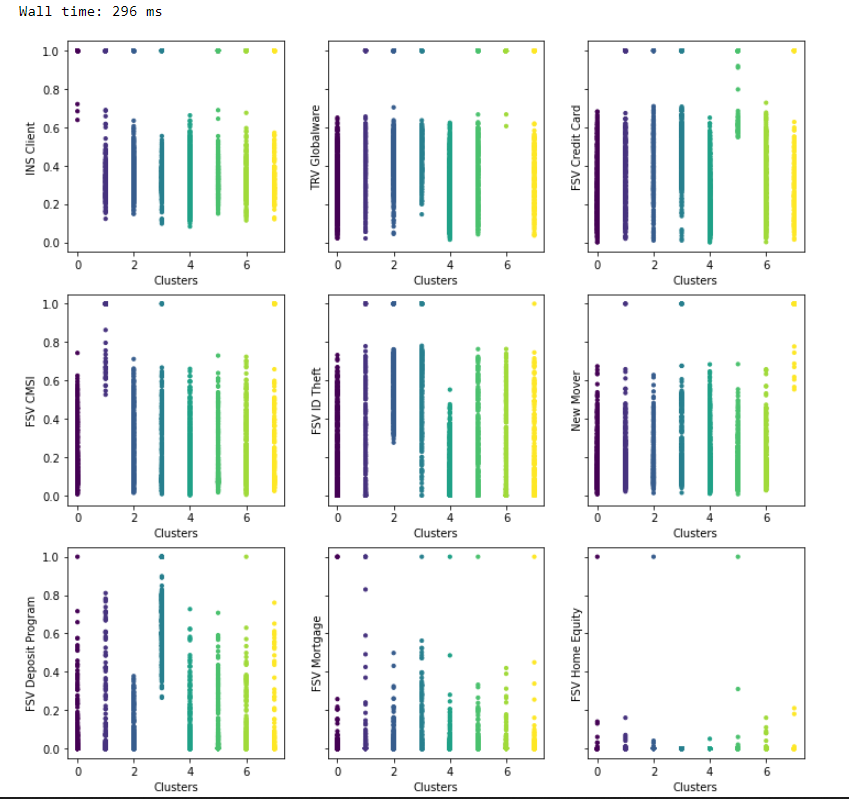 Wall time: 296 ms
INS Client
1.0
0.8
0.6
0.4
0.2
0.0
0 2 4 6
Clusters
TRV Globalware
0 2 4 6
Clusters
FSV Credit Card
0 2 4 6
Clusters
FSV CMSI
1.0
0.8
0.6
0.4
0.2
0.0
0 2 4 6
Clusters
FSV ID Theft
0 2 4 6
Clusters
New Mover
0 2 4 6
Clusters
FSV Deposit Program
1.0
0.8
0.6
0.4
0.2
0.0
0 2 4 6
Clusters
FSV Mortgage
0 2 4 6
Clusters
FSV Home Equity
0 2 4 6
Clusters